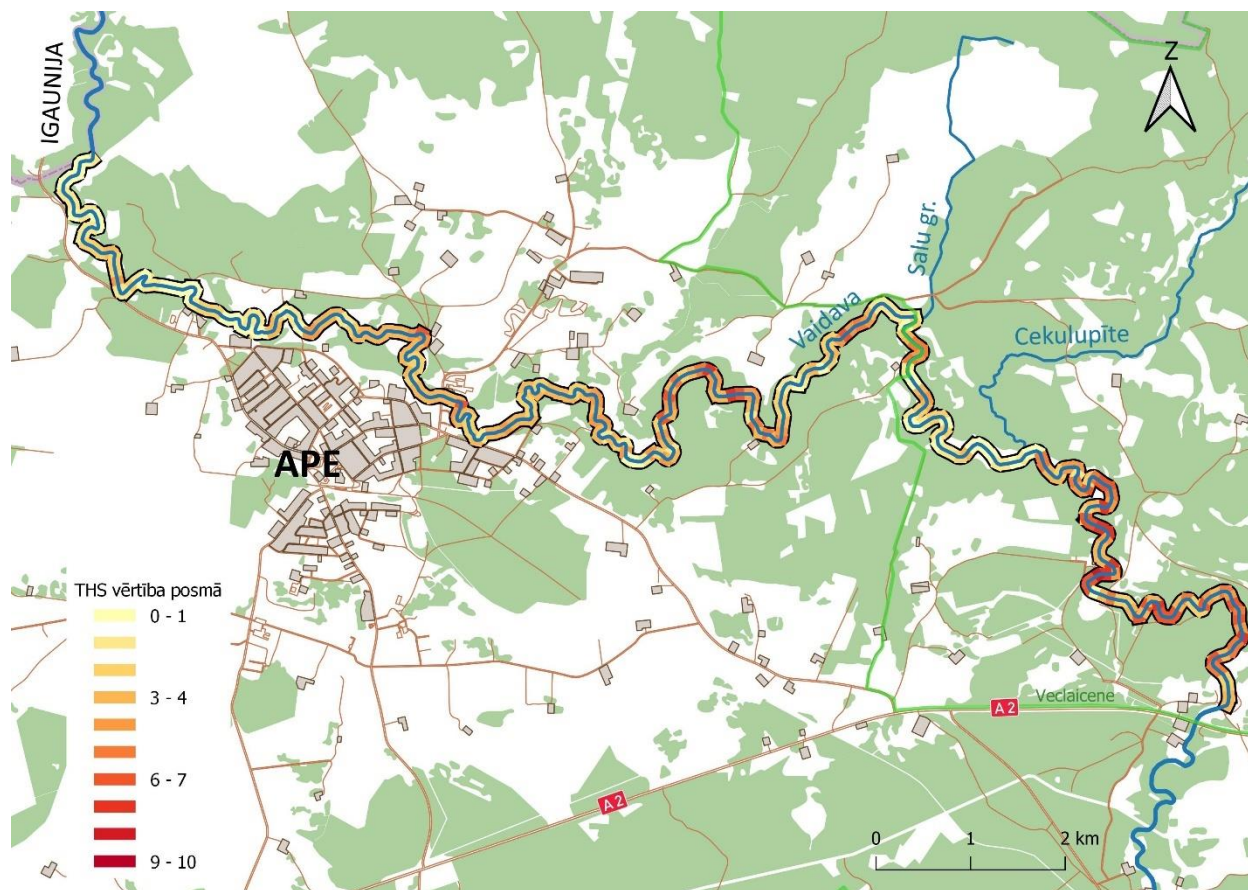 IGAUNIJA
Z
Salu gr.
Vaidava
Cekulupīte
APE
THS vērtība posmā
0 - 1
3 - 4
6 - 7
9 - 10
Veclaicene
A 2
A 2
0 1 2 km